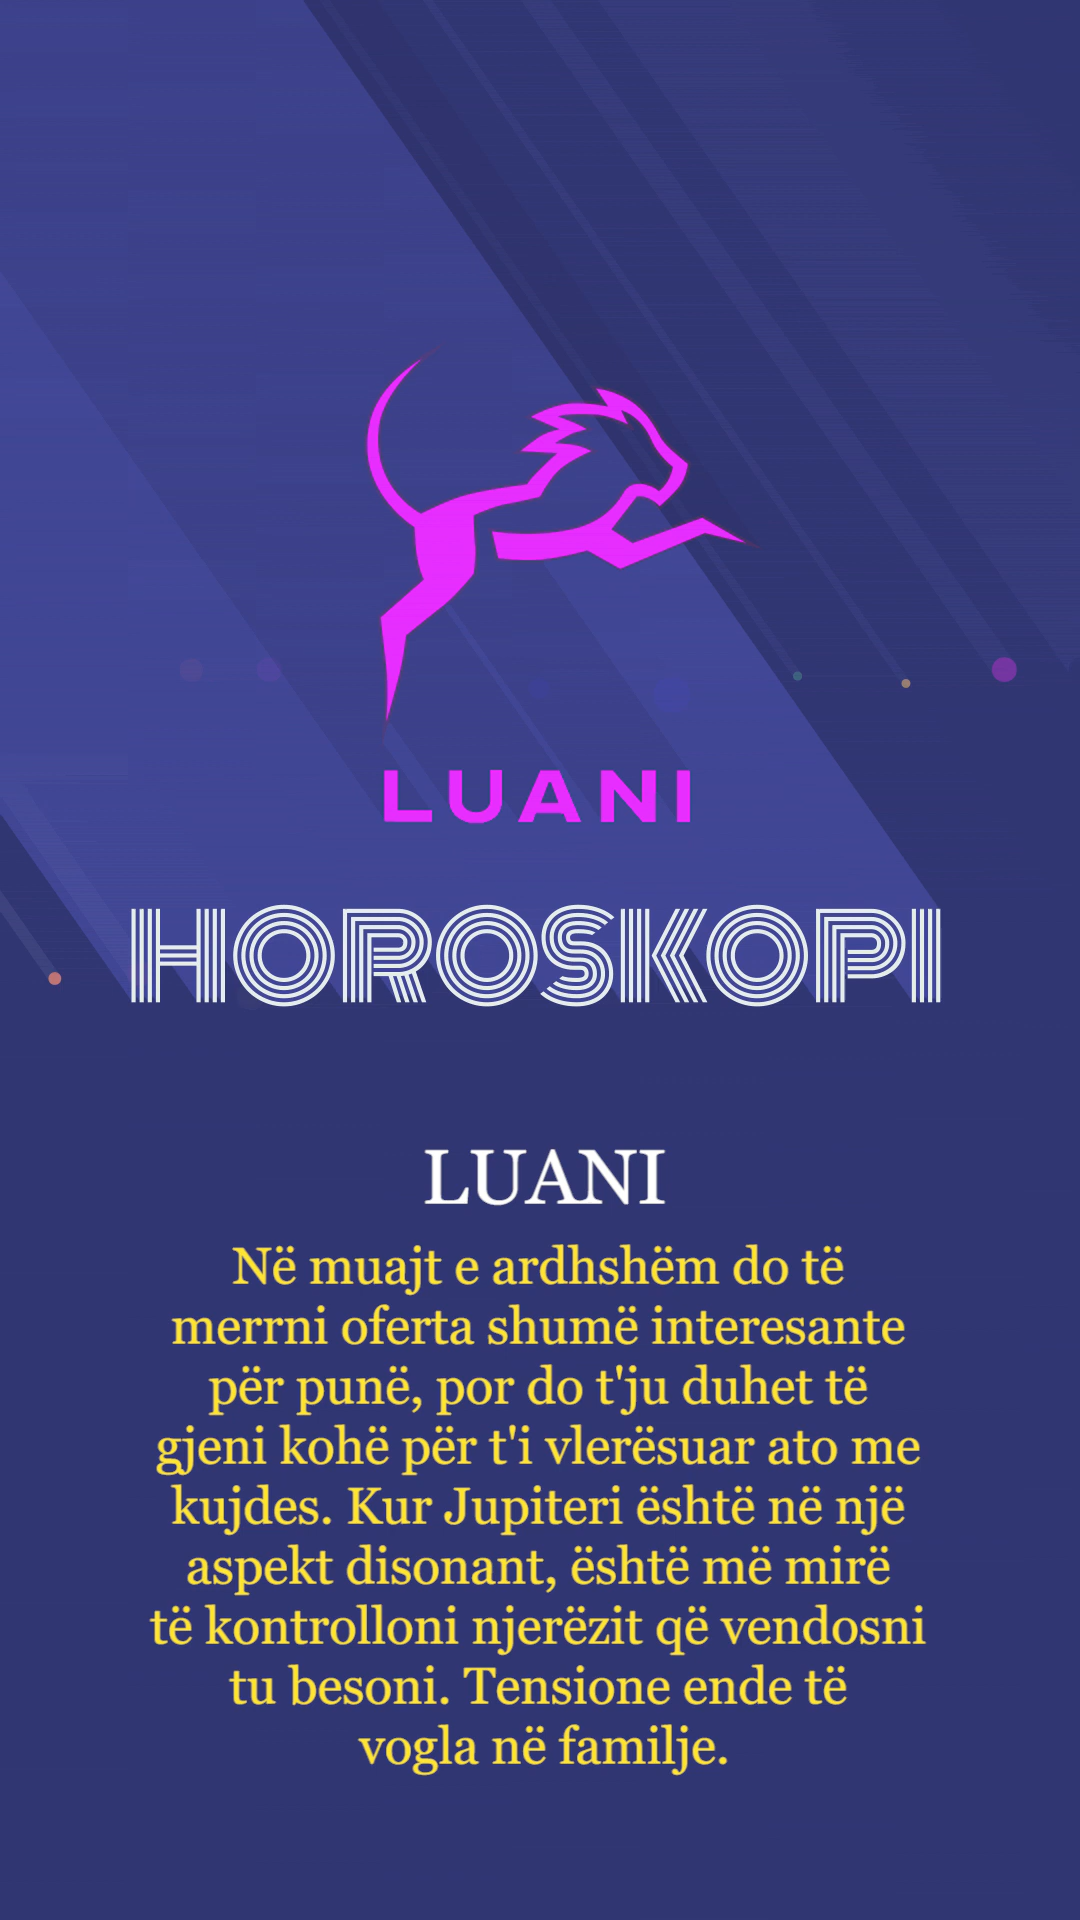 LUANI
HOROSKOPI
LUANI
Në muajt e ardhshëm do të
merrni oferta shumë interesante
për punë, por do t'ju duhet të
gjeni kohë për t'i vlerësuar ato me
kujdes. Kur Jupiteri është në një
aspekt disonant, është më mirë
të kontrolloni njerëzit që vendosni
tu besoni. Tensione ende të
vogla në familje.